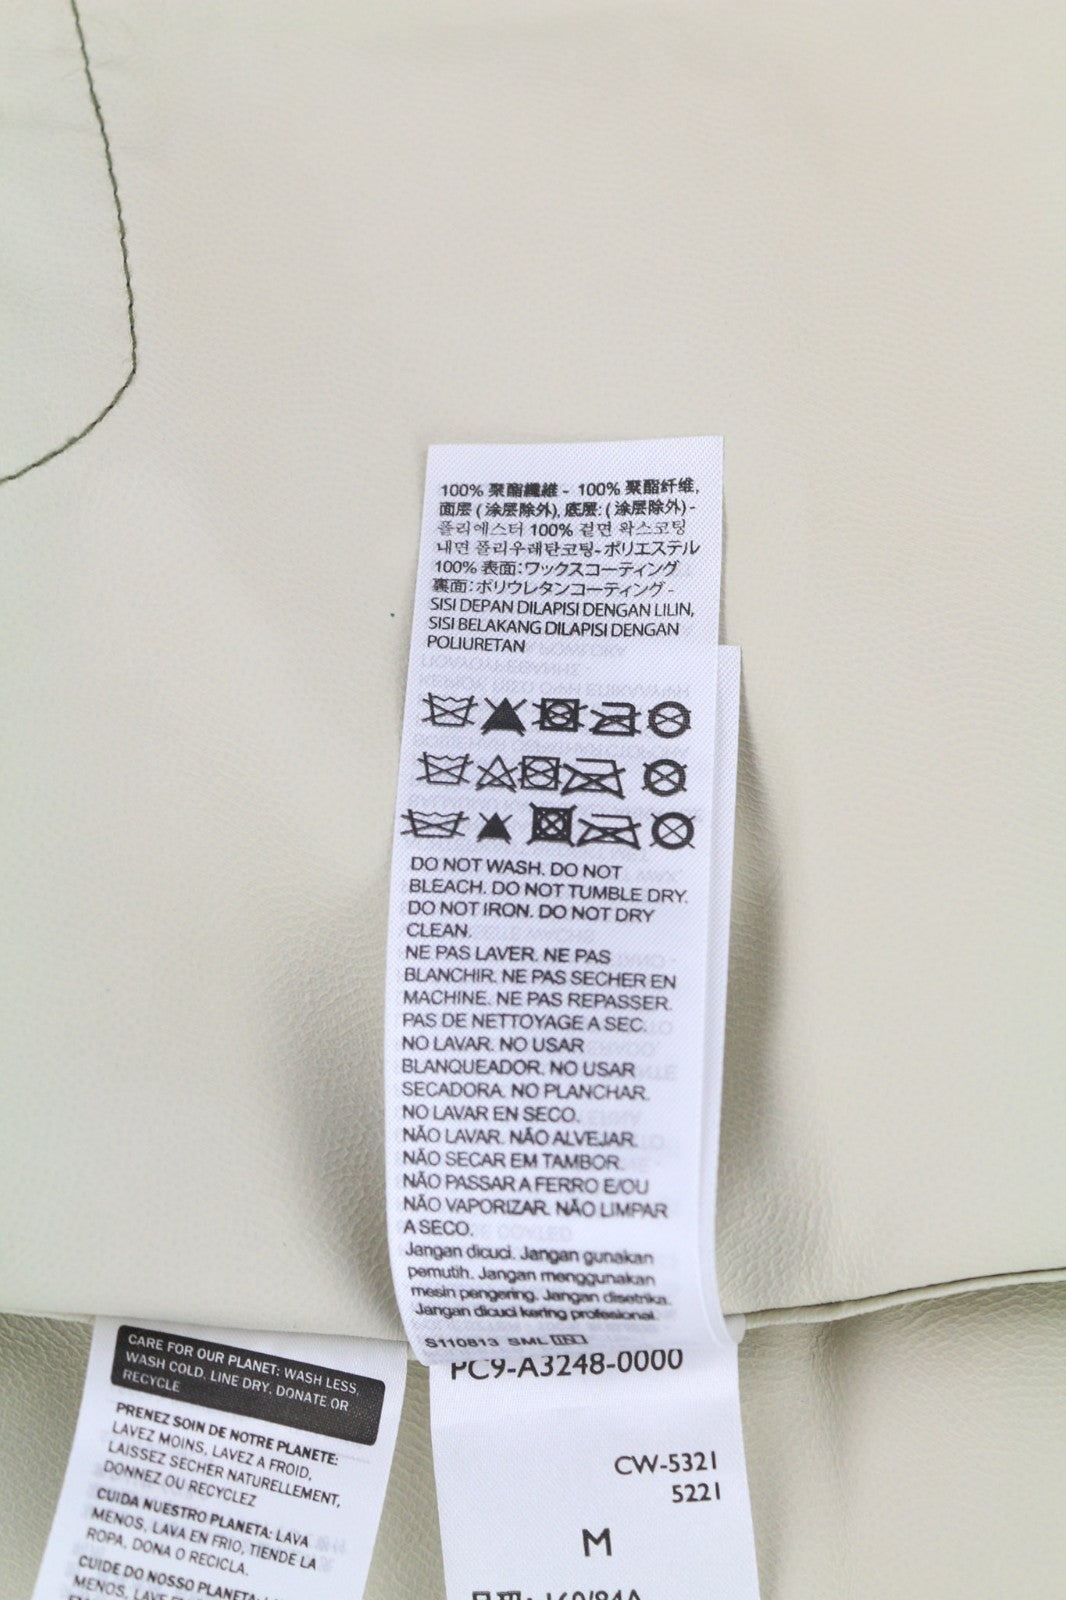 100% 聚酯纖維 - 100% 聚酯纤维,
面层 (涂层除外), 底层: (涂层除外) -
폴리에스터 100% 겉면 왁스코팅
내면 폴리우레탄코팅-ポリエステル
100% 表面:ワックスコーティング
裏面:ポリウレタンコーティング -
SISI DEPAN DILAPISI DENGAN LILIN,
SISI BELAKANG DILAPISI DENGAN
POLIURETAN
DO NOT WASH. DO NOT
BLEACH. DO NOT TUMBLE DRY.
DO NOT IRON. DO NOT DRY
CLEAN.
NE PAS LAVER. NE PAS
BLANCHIR. NE PAS SECHER EN
MACHINE. NE PAS REPASSER.
PAS DE NETTOYAGE A SEC.
NO LAVAR. NO USAR
BLANQUEADOR. NO USAR
SECADORA. NO PLANCHAR.
NO LAVAR EN SECO.
NÃO LAVAR. NÃO ALVEJAR.
NÃO SECAR EM TAMBOR.
NÃO PASSAR A FERRO E/OU
NÃO VAPORIZAR. NÃO LIMPAR
A SECO.
Jangan dicuci. Jangan gunakan
pemutih. Jangan menggunakan
mesin pengering. Jangan disetrika.
Jangan dicuci kering profesional.
S110813 SML
PC9-A3248-0000
CW-5321
5221
M
160/84A
CARE FOR OUR PLANET: WASH LESS,
WASH COLD, LINE DRY, DONATE OR
RECYCLE
PRENEZ SOIN DE NOTRE PLANETE:
LAVEZ MOINS, LAVEZ A FROID,
LAISSEZ SECHER NATURELLEMENT,
DONNEZ OU RECYCLEZ
CUIDA NUESTRO PLANETA: LAVA
MENOS, LAVA EN FRIO, TIENDE LA
ROPA, DONA O RECICLA.
CUIDE DO NOSSO PLANETA:
MENOS, LAVE